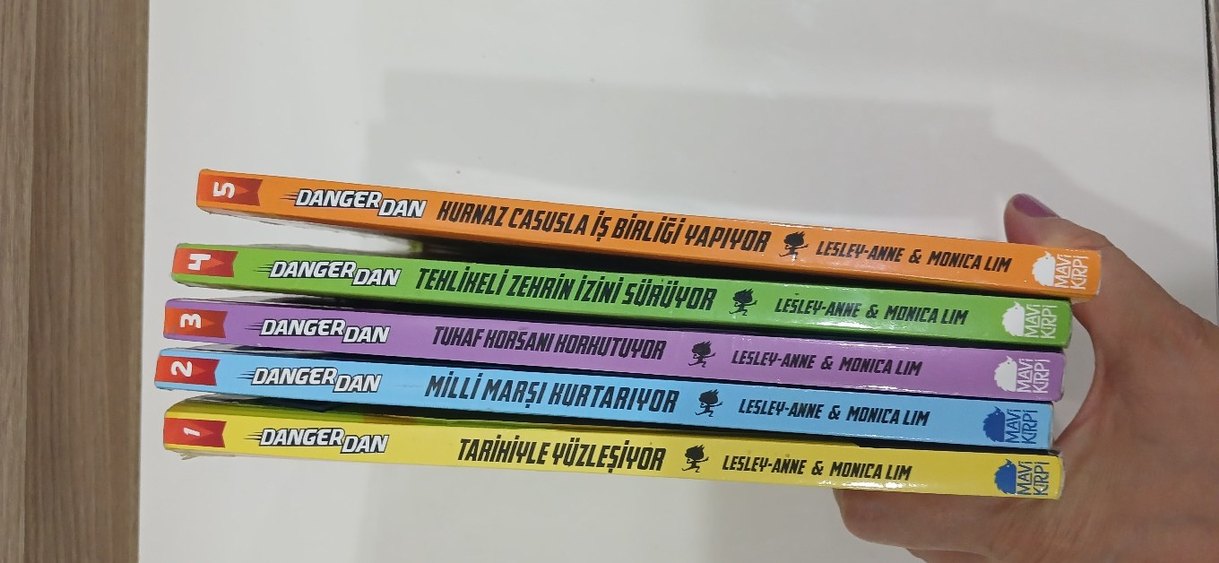 5 DANGER DAN KURNAZ CASUSLA İŞ BİRLİĞİ YAPIYOR LESLEY-ANNE & MONICA LIM MAVİ KİRPİ
4 DANGER DAN TEHLİKELİ ZEHRİN İZİNİ SÜRÜYOR LESLEY-ANNE & MONICA LIM MAVİ KİRPİ
3 DANGER DAN TUHAF KORSANI KORKUTUYOR LESLEY-ANNE & MONICA LIM MAVİ KİRPİ
2 DANGER DAN MİLLİ MARŞI KURTARIYOR LESLEY-ANNE & MONICA LIM MAVİ KİRPİ
1 DANGER DAN TARİHİYLE YÜZLEŞİYOR LESLEY-ANNE & MONICA LIM MAVİ KİRPİ